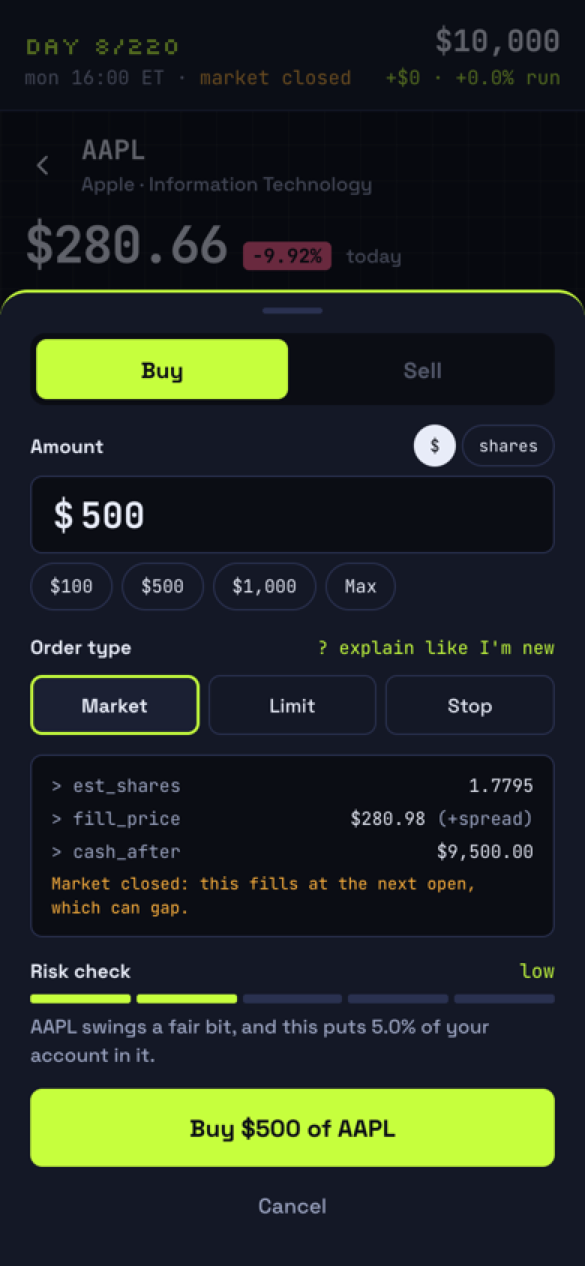 DAY 8/220
$10,000
mon 16:00 ET · market closed
+$0 · +0.0% run
AAPL
Apple · Information Technology
$280.66 -9.92% today
Buy
Sell
Amount
$
shares
$500
$100
$500
$1,000
Max
Order type
? explain like I'm new
Market
Limit
Stop
> est_shares 1.7795
> fill_price $280.98 (+spread)
> cash_after $9,500.00
Market closed: this fills at the next open,
which can gap.
Risk check
low
AAPL swings a fair bit, and this puts 5.0% of your
account in it.
Buy $500 of AAPL
Cancel